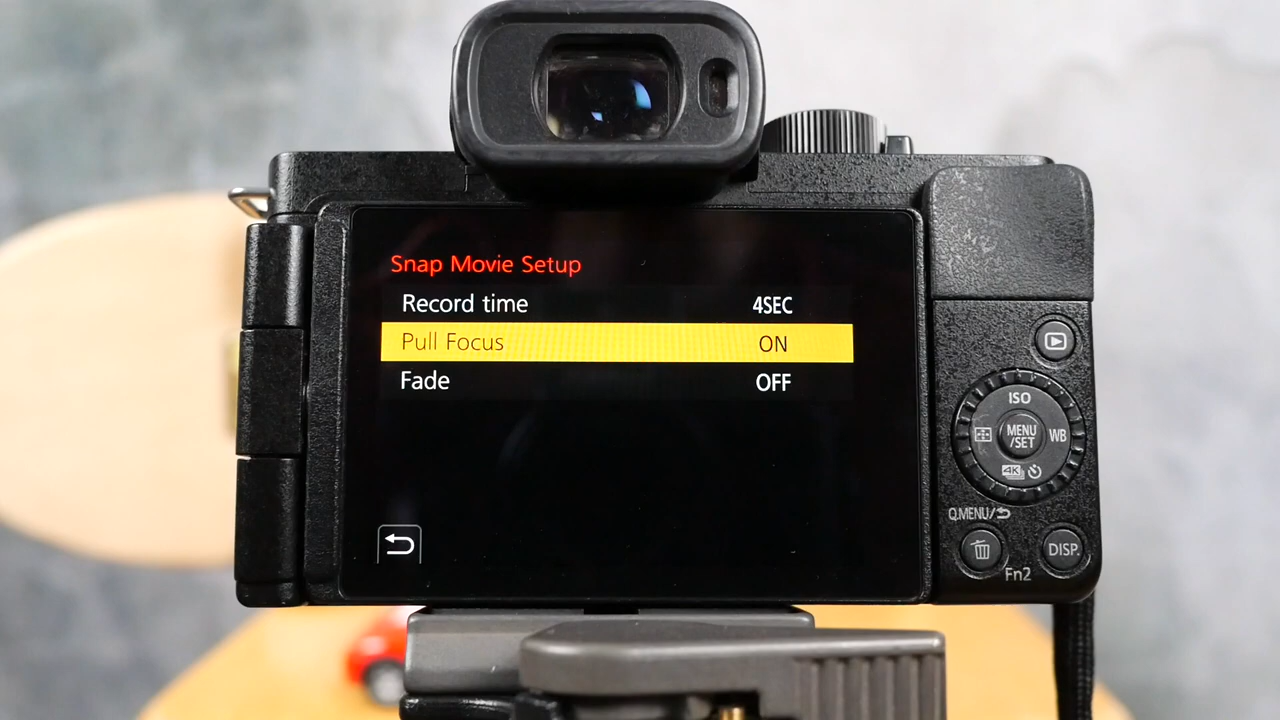 Snap Movie Setup
Record time 4SEC
Pull Focus ON
Fade OFF
ISO
MENU
/SET
WB
4K
Q.MENU/
DISP.
Fn2